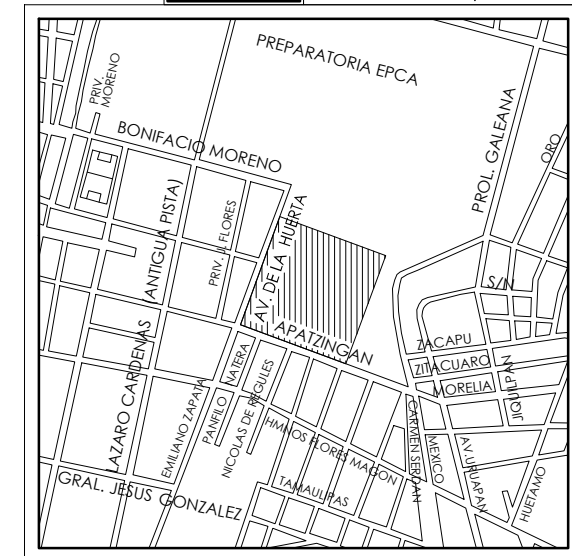 PREPARATORIA EPCA
PRIV.
MORENO
BONIFACIO MORENO
PROL. GALEANA
ORO
(ANTIGUA PISTA)
PRIV. J. FLORES
AV. DE LA HUERTA
S/N
APATZINGAN
ZACAPU
ZITACUARO
MORELIA
JIQUILPAN
LAZARO CARDENAS
EMILIANO ZAPATA
PANFILO NATERA
NICOLAS DE REGULES
HMNOS FLORES MAGON
CARMEN SERDAN
MEXICO
AV. URUAPAN
HUETAMO
GRAL. JESUS GONZALEZ
TAMAULIPAS